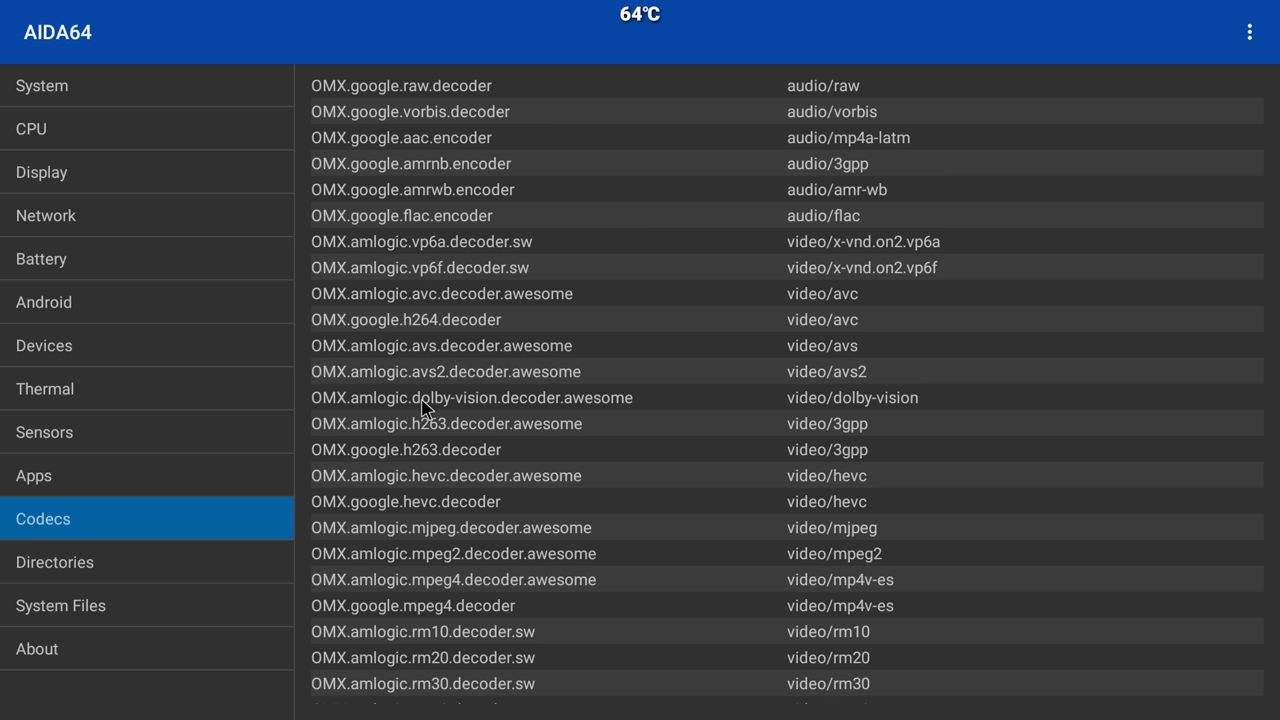 64°C
AIDA64
System
CPU
Display
Network
Battery
Android
Devices
Thermal
Sensors
Apps
Codecs
Directories
System Files
About
OMX.google.raw.decoder audio/raw
OMX.google.vorbis.decoder audio/vorbis
OMX.google.aac.encoder audio/mp4a-latm
OMX.google.amrnb.encoder audio/3gpp
OMX.google.amrwb.encoder audio/amr-wb
OMX.google.flac.encoder audio/flac
OMX.amlogic.vp6a.decoder.sw video/x-vnd.on2.vp6a
OMX.amlogic.vp6f.decoder.sw video/x-vnd.on2.vp6f
OMX.amlogic.avc.decoder.awesome video/avc
OMX.google.h264.decoder video/avc
OMX.amlogic.avs.decoder.awesome video/avs
OMX.amlogic.avs2.decoder.awesome video/avs2
OMX.amlogic.dolby-vision.decoder.awesome video/dolby-vision
OMX.amlogic.h263.decoder.awesome video/3gpp
OMX.google.h263.decoder video/3gpp
OMX.amlogic.hevc.decoder.awesome video/hevc
OMX.google.hevc.decoder video/hevc
OMX.amlogic.mjpeg.decoder.awesome video/mjpeg
OMX.amlogic.mpeg2.decoder.awesome video/mpeg2
OMX.amlogic.mpeg4.decoder.awesome video/mp4v-es
OMX.google.mpeg4.decoder video/mp4v-es
OMX.amlogic.rm10.decoder.sw video/rm10
OMX.amlogic.rm20.decoder.sw video/rm20
OMX.amlogic.rm30.decoder.sw video/rm30